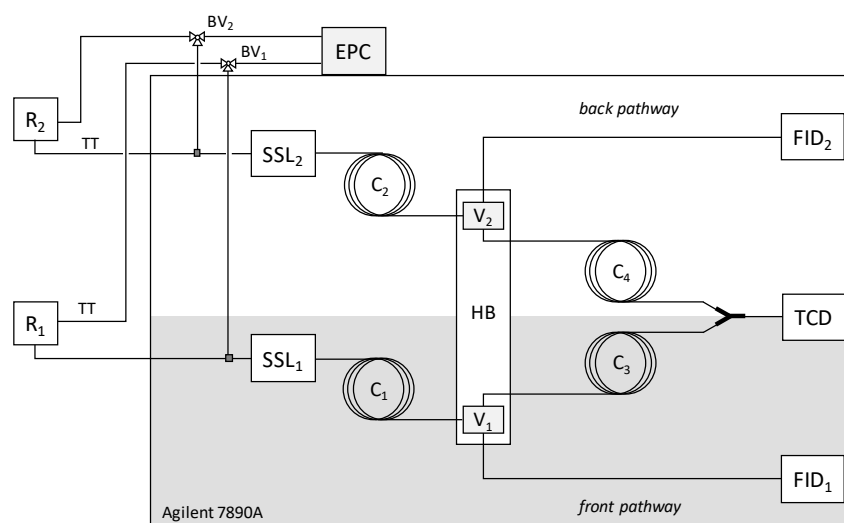 BV₂
BV₁
EPC
back pathway
R₂
FID₂
TT
SSL₂
C₂
V₂
C₄
HB
TT
R₁
TCD
SSL₁
C₃
C₁
V₁
FID₁
Agilent 7890A
front pathway